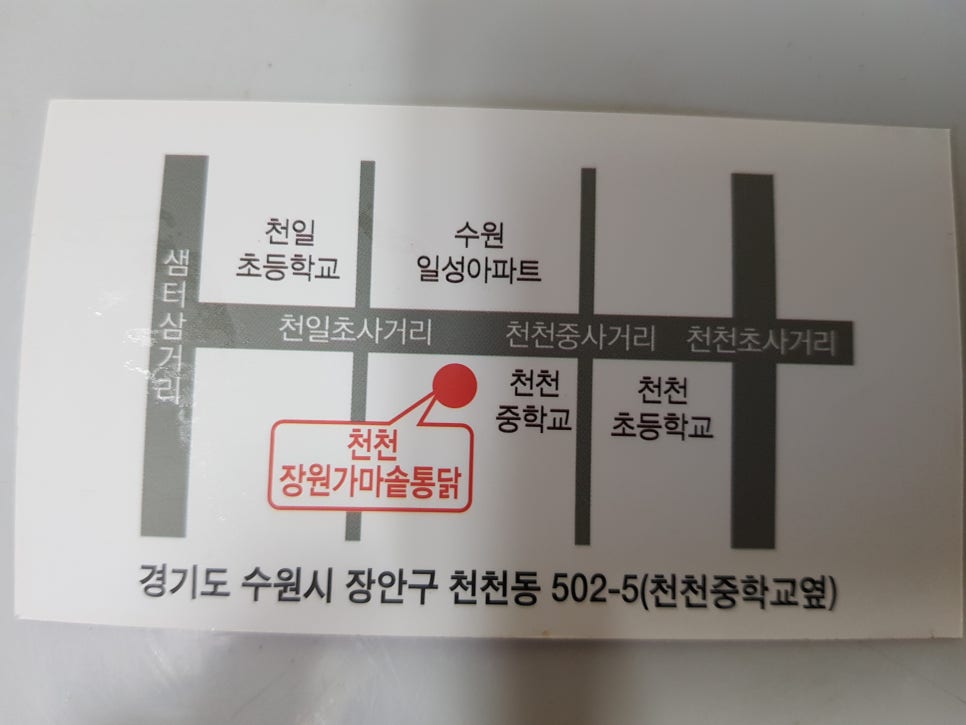 천일
초등학교
수원
일성아파트
샘터삼거리
천일초사거리
천천중사거리
천천초사거리
천천
중학교
천천
초등학교
천천
장원가마솥통닭
경기도 수원시 장안구 천천동 502-5(천천중학교옆)